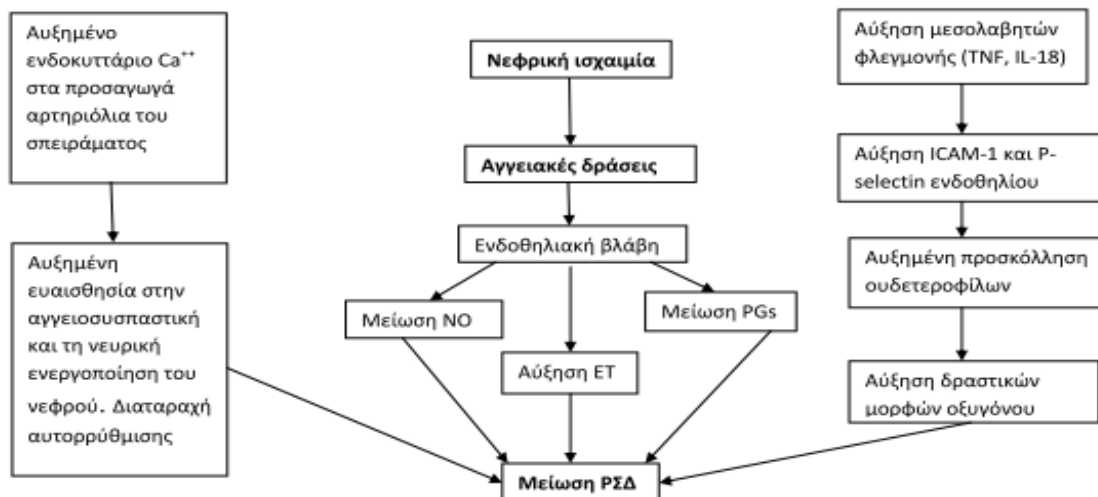 Αυξημένο
ενδοκυττάριο Ca⁺⁺
στα προσαγωγά
αρτηριόλια του
σπειράματος
Αυξημένη
ευαισθησία στην
αγγειοσυσπαστική
και τη νευρική
ενεργοποίηση του
νεφρού. Διαταραχή
αυτορρύθμισης
Νεφρική ισχαιμία
Αγγειακές δράσεις
Ενδοθηλιακή βλάβη
Μείωση NO
Αύξηση ET
Μείωση PGs
Μείωση ΡΣΔ
Αύξηση μεσολαβητών
φλεγμονής (TNF, IL-18)
Αύξηση ICAM-1 και P-
selectin ενδοθηλίου
Αυξημένη προσκόλληση
ουδετεροφίλων
Αύξηση δραστικών
μορφών οξυγόνου